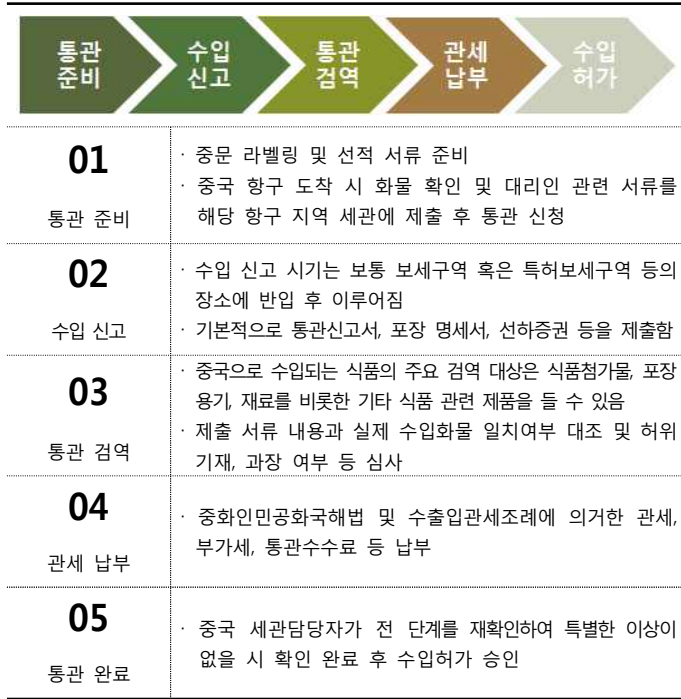 통관
준비
수입
신고
통관
검역
관세
납부
수입
허가
01
통관 준비
· 중문 라벨링 및 선적 서류 준비
· 중국 항구 도착 시 화물 확인 및 대리인 관련 서류를
해당 항구 지역 세관에 제출 후 통관 신청
02
수입 신고
· 수입 신고 시기는 보통 보세구역 혹은 특허보세구역 등의
장소에 반입 후 이루어짐
· 기본적으로 통관신고서, 포장 명세서, 선하증권 등을 제출함
03
통관 검역
· 중국으로 수입되는 식품의 주요 검역 대상은 식품첨가물, 포장
용기, 재료를 비롯한 기타 식품 관련 제품을 들 수 있음
· 제출 서류 내용과 실제 수입화물 일치여부 대조 및 허위
기재, 과장 여부 등 심사
04
관세 납부
· 중화인민공화국해법 및 수출입관세조례에 의거한 관세,
부가세, 통관수수료 등 납부
05
통관 완료
· 중국 세관담당자가 전 단계를 재확인하여 특별한 이상이
없을 시 확인 완료 후 수입허가 승인